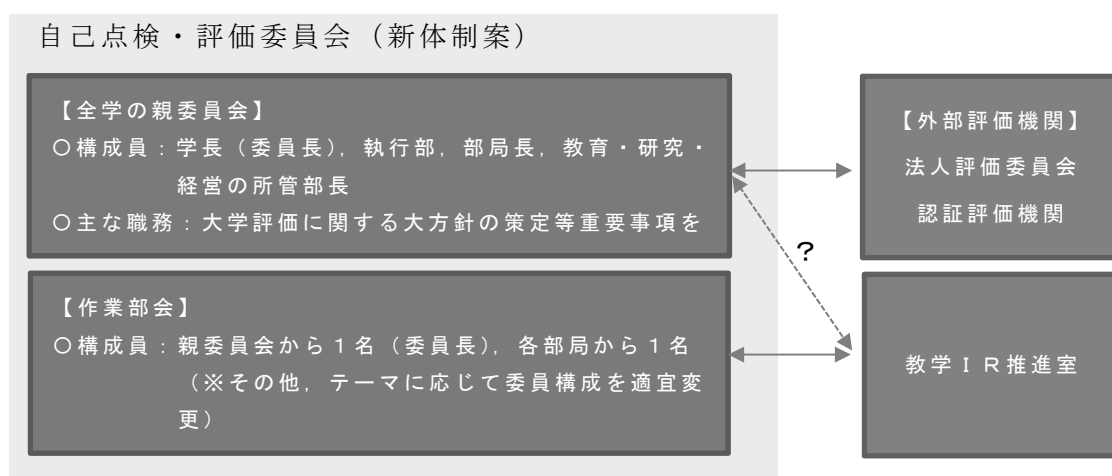 自己点検・評価委員会（新体制案）
【全学の親委員会】
○構成員：学長（委員長），執行部，部局長，教育・研究・
経営の所管部長
○主な職務：大学評価に関する大方針の策定等重要事項を
【作業部会】
○構成員：親委員会から１名（委員長），各部局から１名
（※その他，テーマに応じて委員構成を適宜変
更）
【外部評価機関】
法人評価委員会
認証評価機関
？
教学ＩＲ推進室